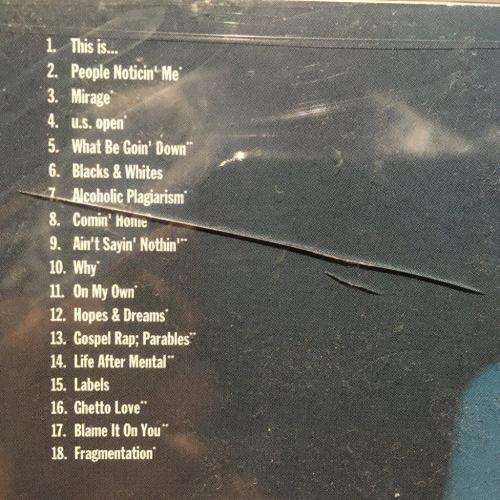 1. This is...
2. People Noticin' Me*
3. Mirage*
4. u.s. open*
5. What Be Goin' Down**
6. Blacks & Whites
7. Alcoholic Plagiarism*
8. Comin' Home
9. Ain't Sayin' Nothin'**
10. Why*
11. On My Own*
12. Hopes & Dreams*
13. Gospel Rap; Parables**
14. Life After Mental**
15. Labels
16. Ghetto Love**
17. Blame It On You**
18. Fragmentation*